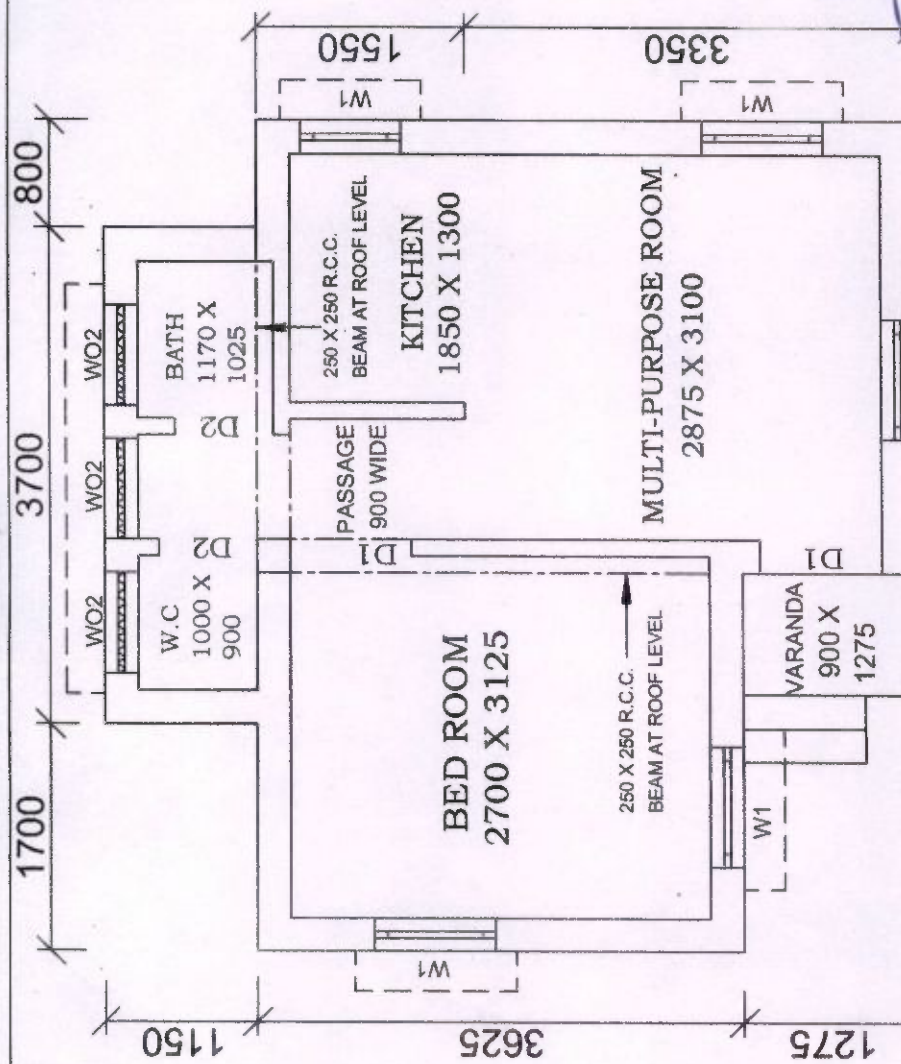 1700
3700
800
1150
3625
1275
1550
3350
WO2
WO2
WO2
W.C
1000 X
900
D2
D2
BATH
1170 X
1025
250 X 250 R.C.C.
BEAM AT ROOF LEVEL
KITCHEN
1850 X 1300
PASSAGE
900 WIDE
D1
W1
BED ROOM
2700 X 3125
W1
250 X 250 R.C.C.
BEAM AT ROOF LEVEL
MULTI-PURPOSE ROOM
2875 X 3100
W1
W1
VARANDA
900 X
1275
D1